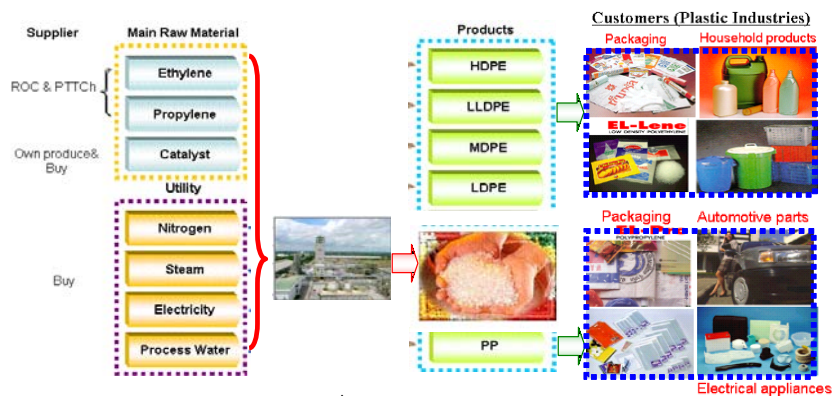 Supplier
Main Raw Material
Products
Customers (Plastic Industries)
Packaging
Household products
ROC & PTTCh
Ethylene
Propylene
Own produce&
Buy
Catalyst
HDPE
LLDPE
MDPE
LDPE
EL-Lene
LOW DENSITY POLYETHYLENE
Utility
Buy
Nitrogen
Steam
Electricity
Process Water
Packaging
Automotive parts
POLYPROPYLENE
PP
Electrical appliances